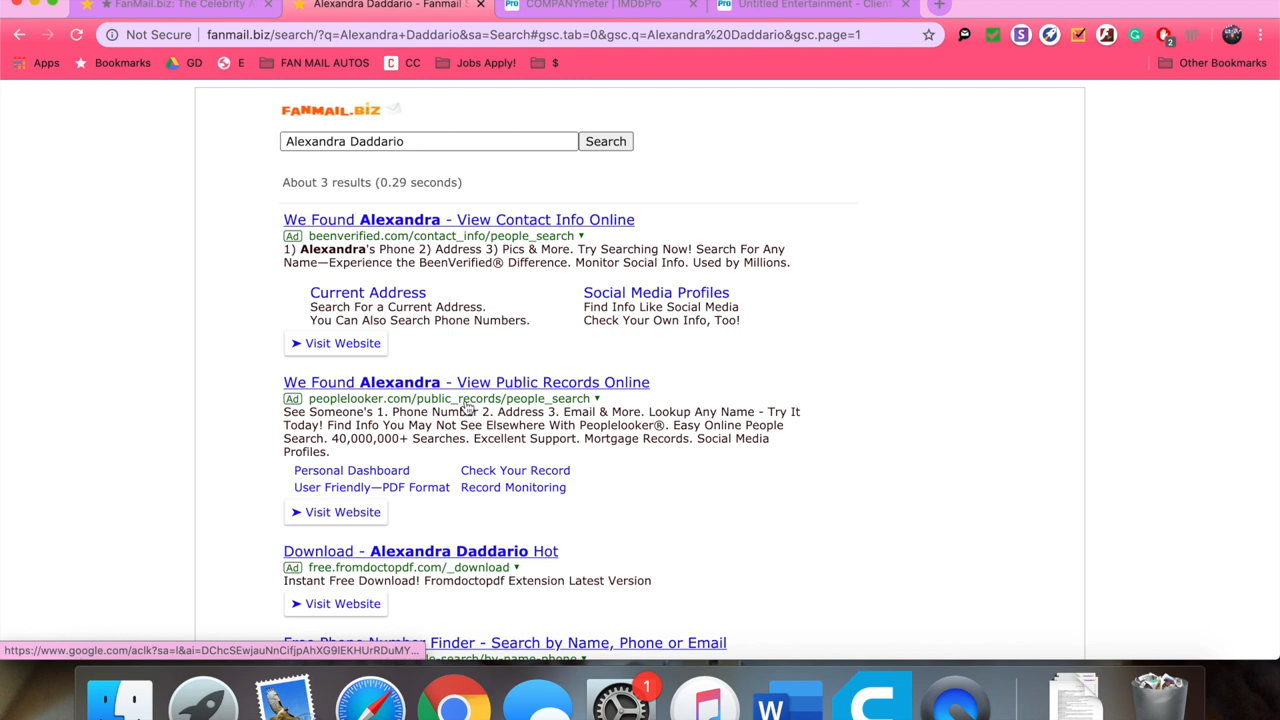 FanMail.biz: The Celebrity A
Alexandra Daddario - Fanmail S
COMPANYmeter | IMDbPro
Untitled Entertainment - Client
Not Secure
fanmail.biz/search/?q=Alexandra+Daddario&sa=Search#gsc.tab=0&gsc.q=Alexandra%20Daddario&gsc.page=1
Apps Bookmarks GD E FAN MAIL AUTOS CC Jobs Apply! $ Other Bookmarks
FANMAIL.BIZ
Alexandra Daddario Search
About 3 results (0.29 seconds)
We Found Alexandra - View Contact Info Online
Ad beenverified.com/contact_info/people_search
1) Alexandra's Phone 2) Address 3) Pics & More. Try Searching Now! Search For Any
Name—Experience the BeenVerified® Difference. Monitor Social Info. Used by Millions.
Current Address Social Media Profiles
Search For a Current Address. Find Info Like Social Media
You Can Also Search Phone Numbers. Check Your Own Info, Too!
Visit Website
We Found Alexandra - View Public Records Online
Ad peoplelooker.com/public_records/people_search
See Someone's 1. Phone Number 2. Address 3. Email & More. Lookup Any Name - Try It
Today! Find Info You May Not See Elsewhere With Peoplelooker®. Easy Online People
Search. 40,000,000+ Searches. Excellent Support. Mortgage Records. Social Media
Profiles.
Personal Dashboard Check Your Record
User Friendly—PDF Format Record Monitoring
Visit Website
Download - Alexandra Daddario Hot
Ad free.fromdoctopdf.com/_download
Instant Free Download! Fromdoctopdf Extension Latest Version
Visit Website
Free Phone Number Finder - Search by Name, Phone or Email
https://www.google.com/aclk?sa=l&ai=DChcSEwjauNnCifjpAhXG9lEKHUrRDuMY...
1
W